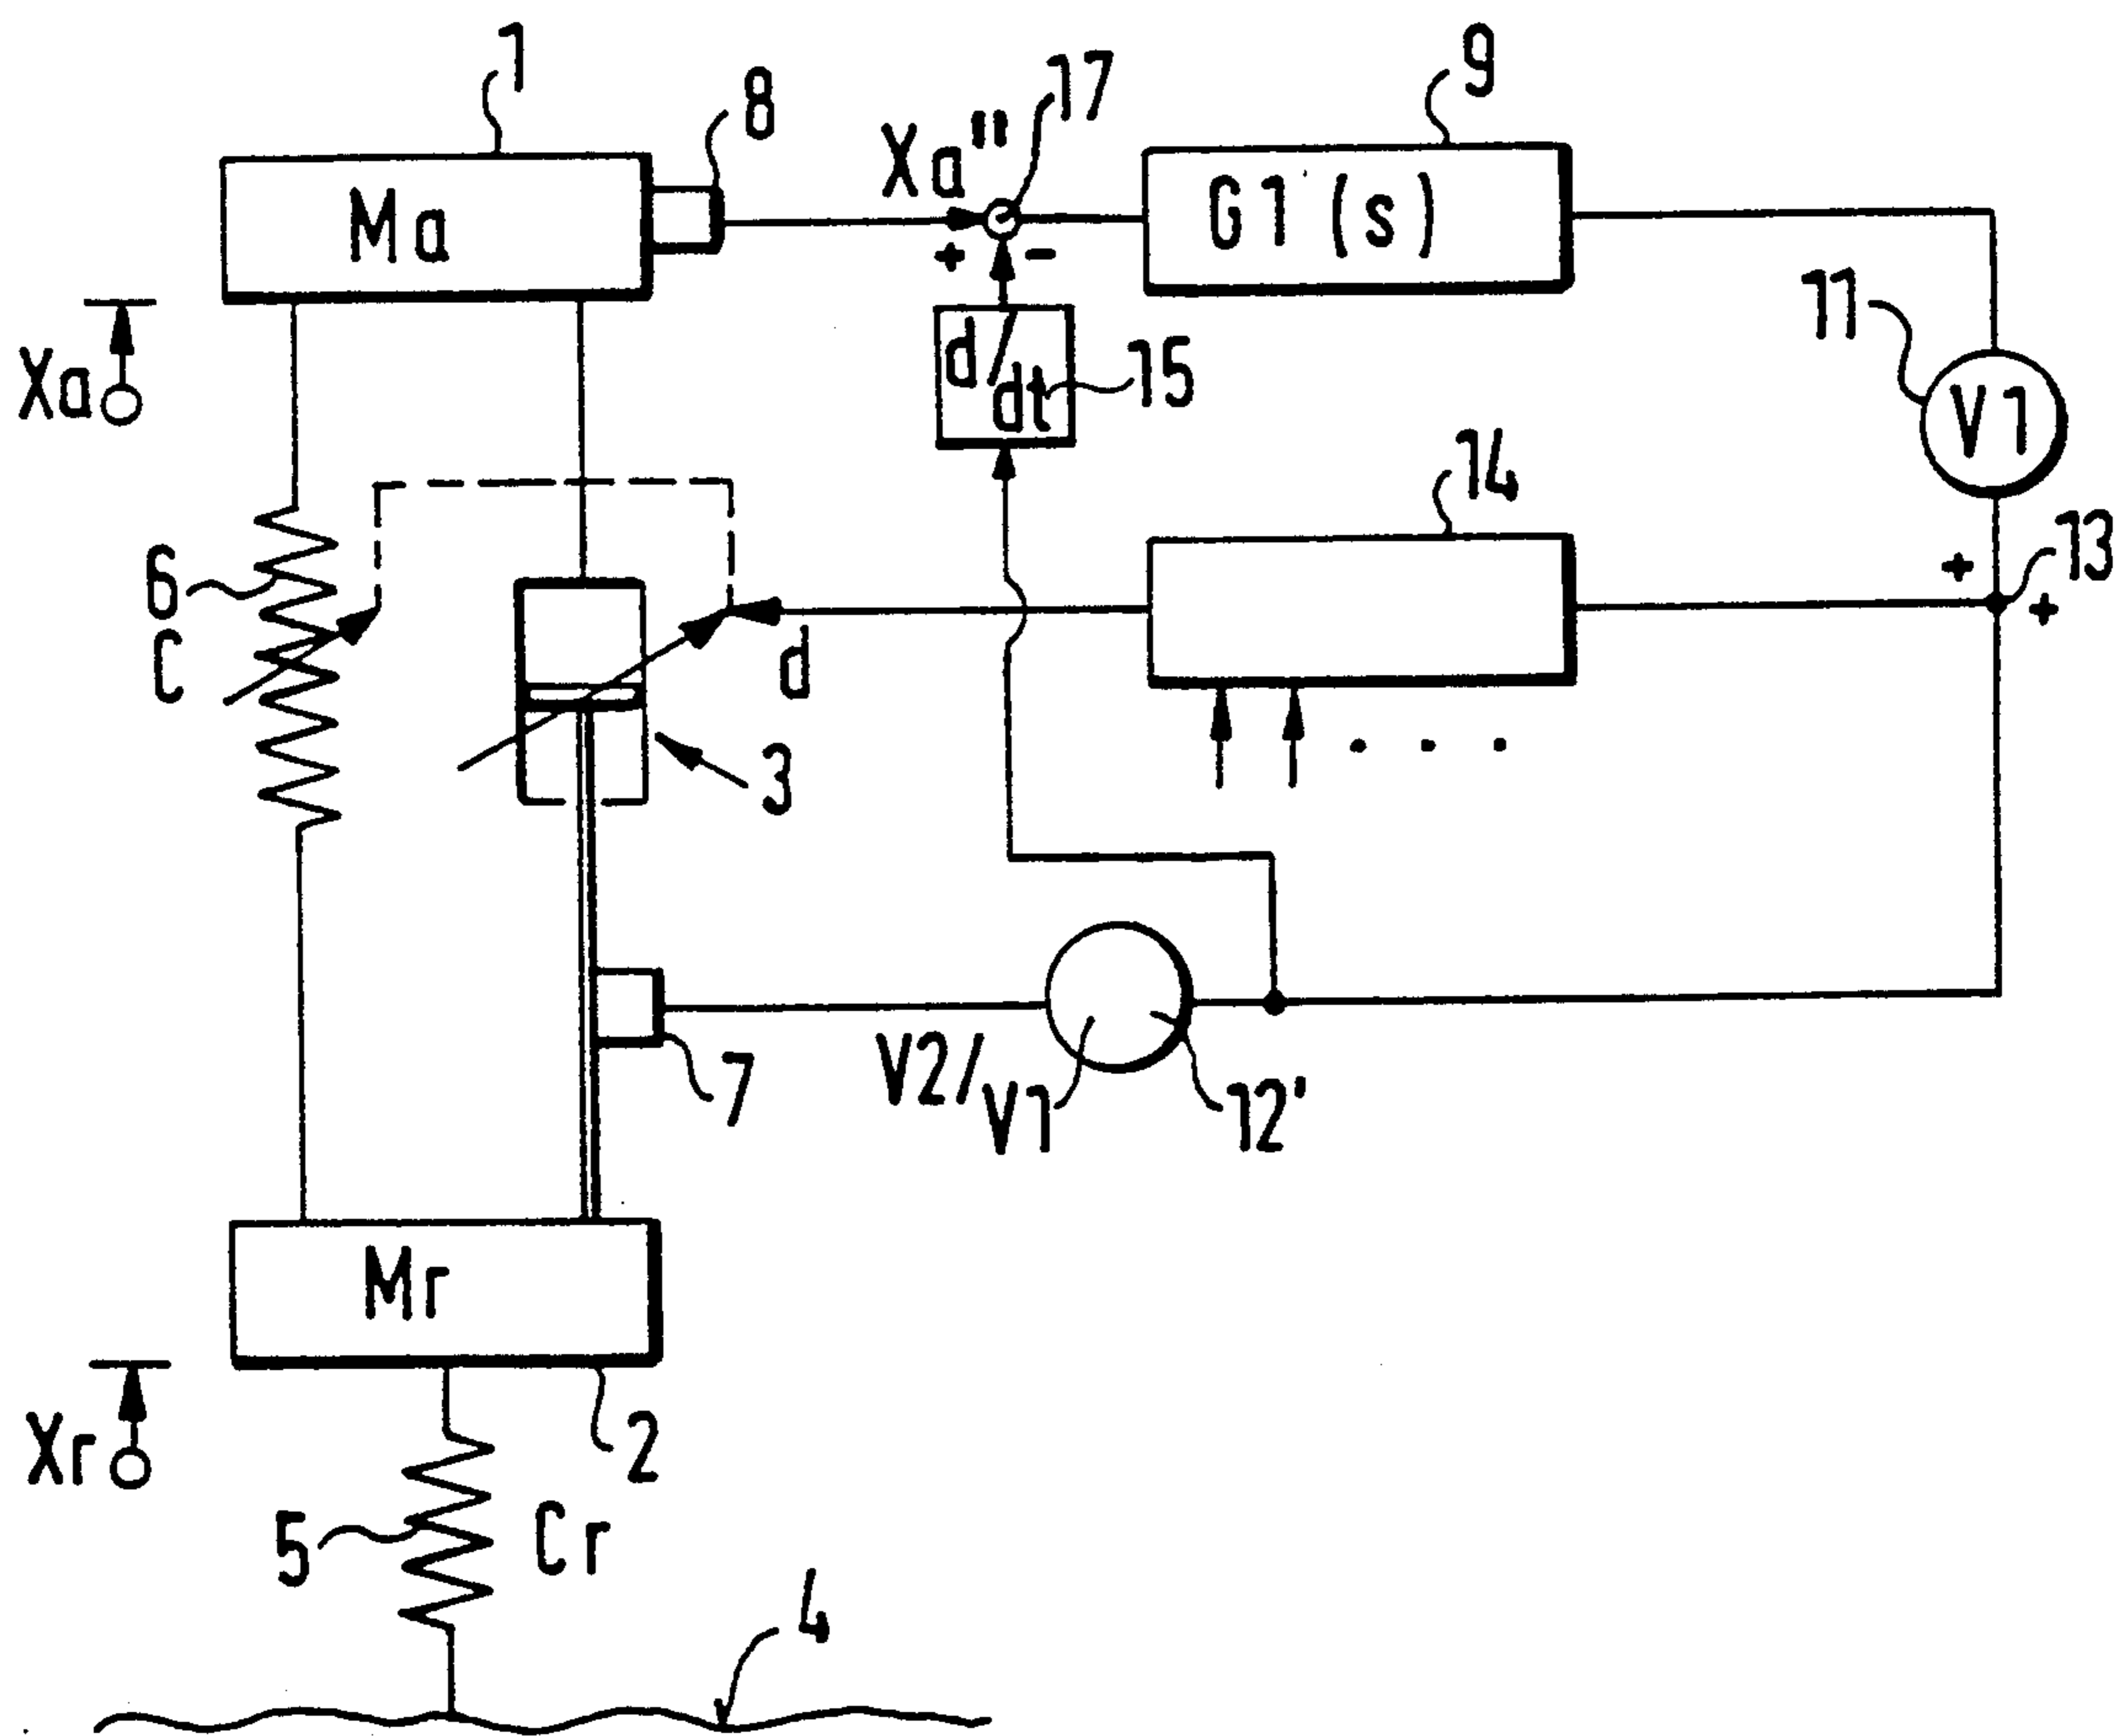 1
8
17
9
Ma
Xa"
G1(s)
+ -
11
Xa
d/dt
15
V1
14
6
+
13
+
C
d
3
. . .
7
V2/V1
12'
Mr
Xr
2
5
Cr
4